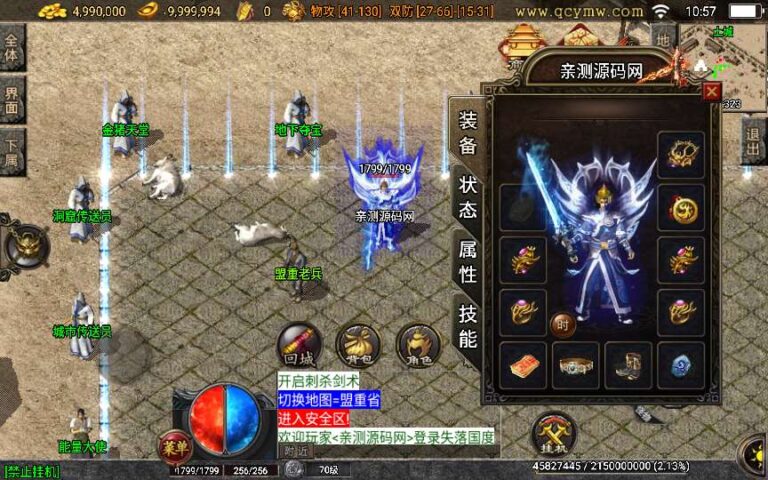 4,990,000
-9,999,994
0
物攻 [41-130] 双防 [27-66]-[15-31]
www.qcymw.com
10:57
全体
界面
下属
地
土城
323
退出
亲测源码网
装备
状态
属性
技能
时
金猪天堂
地下夺宝
1799/1799
亲测源码网
洞窟传送员
盟重老兵
城市传送员
能量大使
回城
背包
角色
开启刺杀剑术
切换地图=盟重省
进入安全区!
欢迎玩家<亲测源码网>登录失落国度
附近
菜单
挂机
[禁止挂机]
1799/1799
256/256
70级
45827445 / 2150000000 (2.13%)